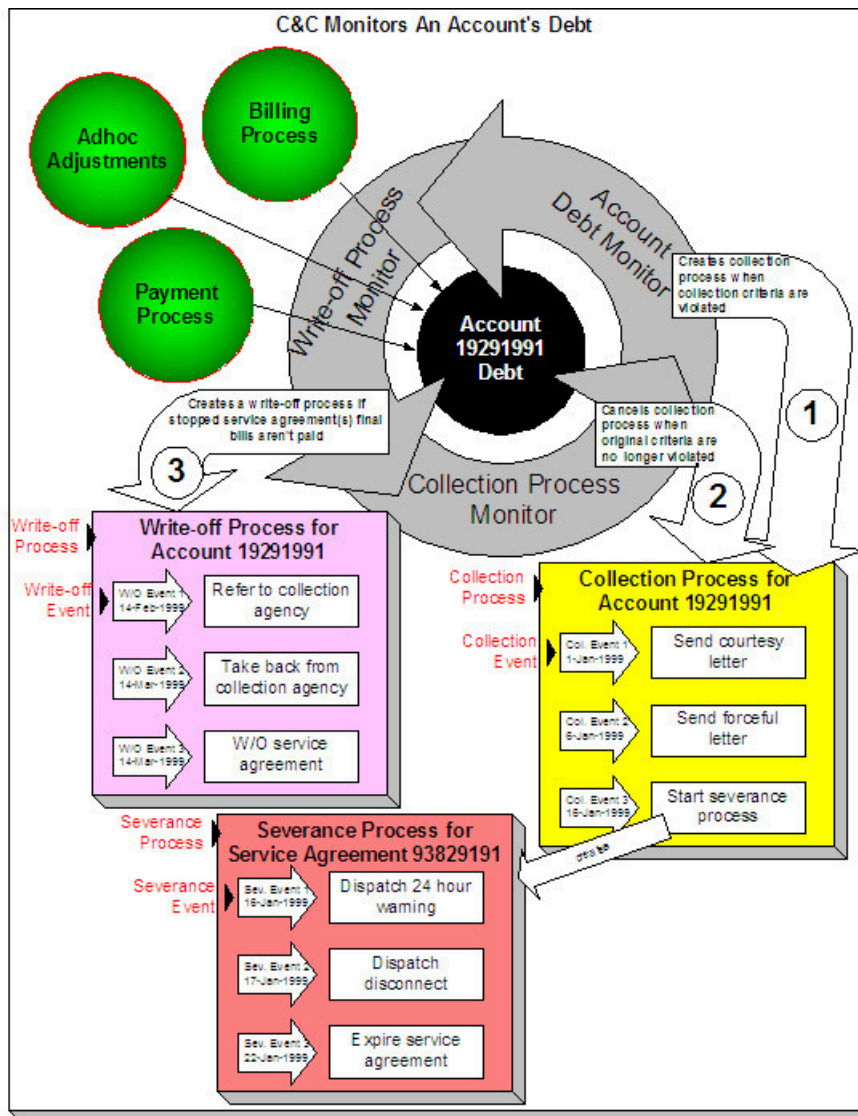 C&C Monitors An Account's Debt
Billing
Process
Adhoc
Adjustments
Payment
Process
Write-off Process
Monitor
Account
Debt Monitor
Account
19291991
Debt
Collection Process
Monitor
Creates collection
process when
collection criteria are
violated
1
Cancels collection
process when
original criteria are
no longer violated
2
Creates a write-off process if
stopped service agreement(s) final
bills aren't paid
3
Write-off
Process
Write-off Process for
Account 19291991
Write-off
Event
W/O Event 1
14-Feb-1999
Refer to collection
agency
W/O Event 2
14-Mar-1999
Take back from
collection agency
W/O Event 3
14-Mar-1999
W/O service
agreement
Collection
Process
Collection Process for
Account 19291991
Collection
Event
Col. Event 1
1-Jan-1999
Send courtesy
letter
Col. Event 2
6-Jan-1999
Send forceful
letter
Col. Event 3
16-Jan-1999
Start severance
process
Severance
Process
Severance Process for
Service Agreement 93829191
Severance
Event
Sev. Event 1
16-Jan-1999
Dispatch 24 hour
warning
Sev. Event 2
17-Jan-1999
Dispatch
disconnect
Sev. Event 3
22-Jan-1999
Expire service
agreement